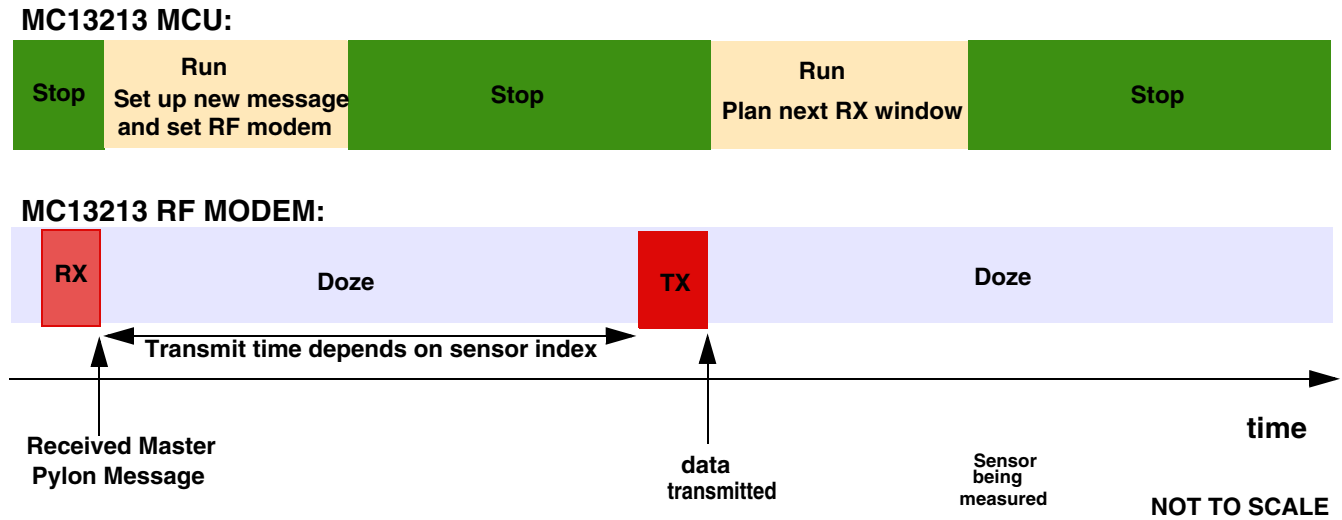 MC13213 MCU:
Stop
Run
Set up new message
and set RF modem
Stop
Run
Plan next RX window
Stop
MC13213 RF MODEM:
RX
Doze
TX
Doze
Transmit time depends on sensor index
time
Received Master
Pylon Message
data
transmitted
Sensor
being
measured
NOT TO SCALE